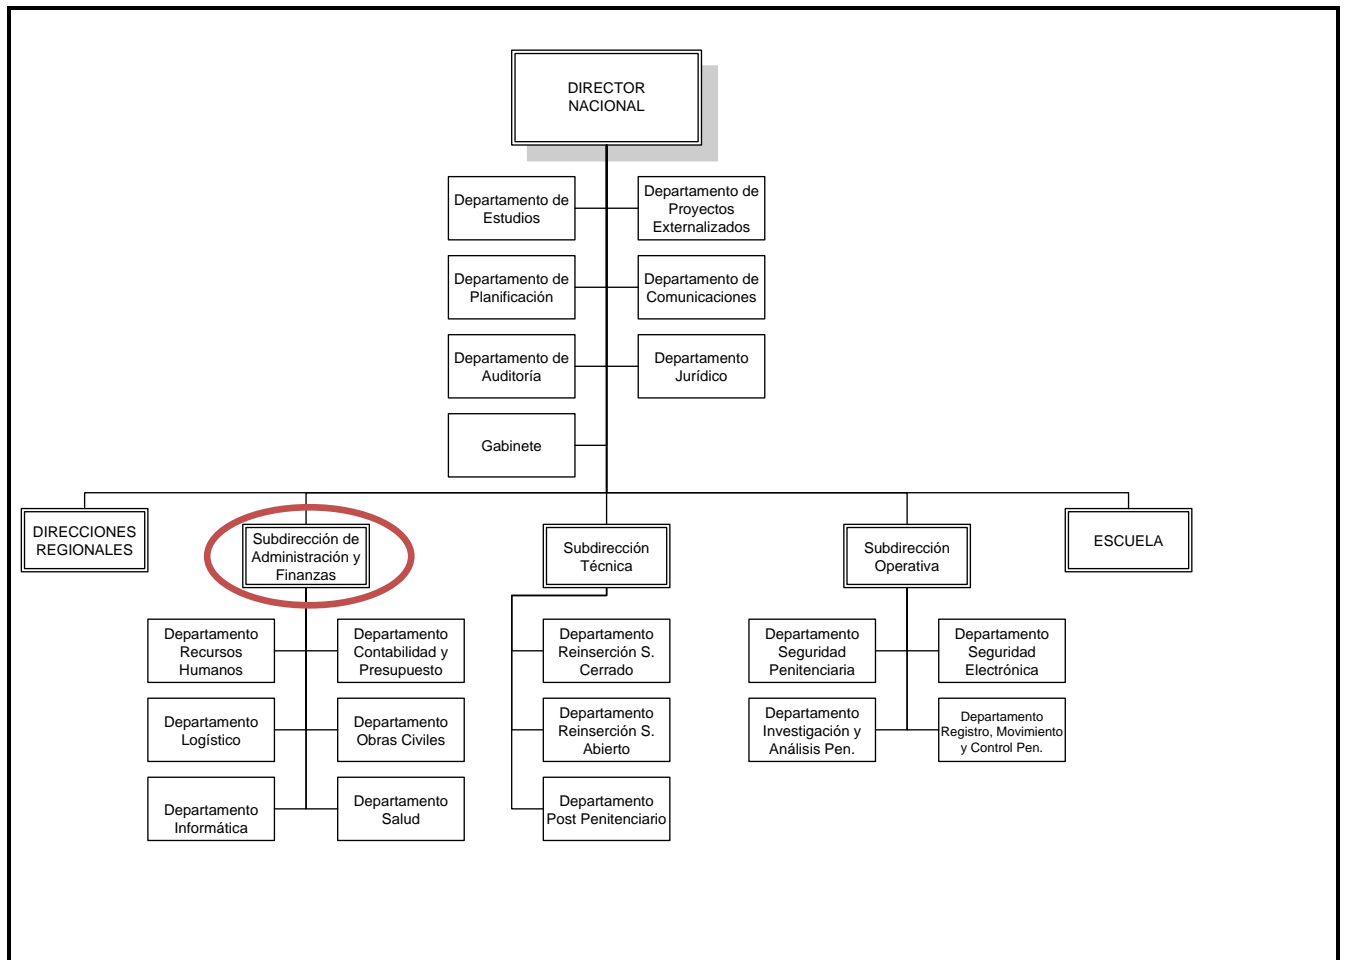 DIRECTOR
NACIONAL
Departamento de
Estudios
Departamento de
Proyectos
Externalizados
Departamento de
Planificación
Departamento de
Comunicaciones
Departamento de
Auditoría
Departamento
Jurídico
Gabinete
DIRECCIONES
REGIONALES
Subdirección de
Administración y
Finanzas
Subdirección
Técnica
Subdirección
Operativa
ESCUELA
Departamento
Recursos
Humanos
Departamento
Contabilidad y
Presupuesto
Departamento
Reinserción S.
Cerrado
Departamento
Seguridad
Penitenciaria
Departamento
Seguridad
Electrónica
Departamento
Logístico
Departamento
Obras Civiles
Departamento
Reinserción S.
Abierto
Departamento
Investigación y
Análisis Pen.
Departamento
Registro, Movimiento
y Control Pen.
Departamento
Informática
Departamento
Salud
Departamento
Post Penitenciario